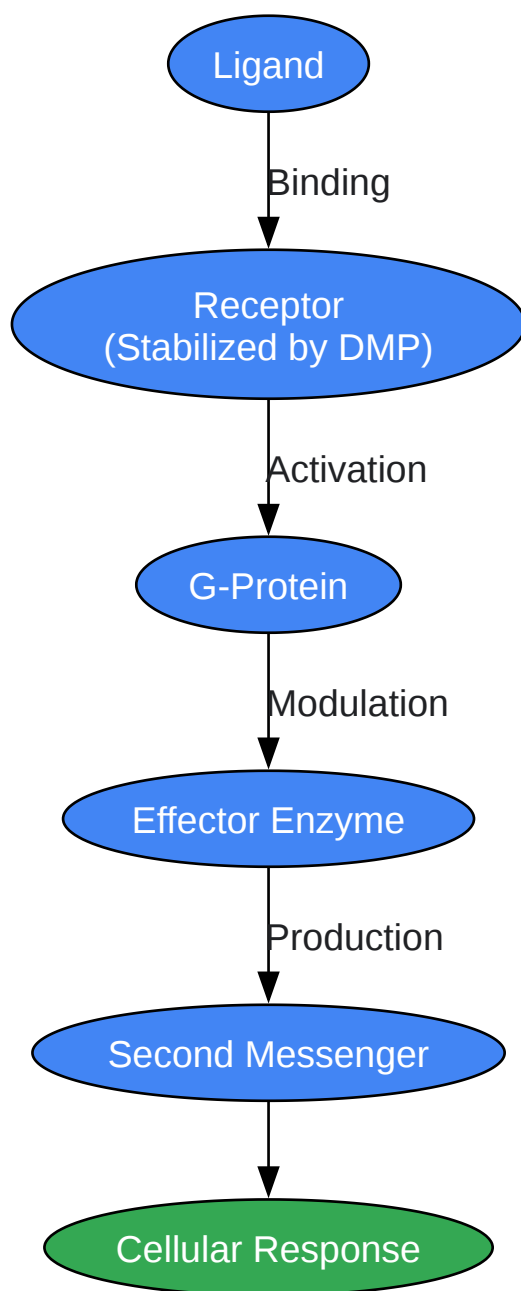 Ligand
Binding
Receptor
(Stabilized by DMP)
Activation
G-Protein
Modulation
Effector Enzyme
Production
Second Messenger
Cellular Response